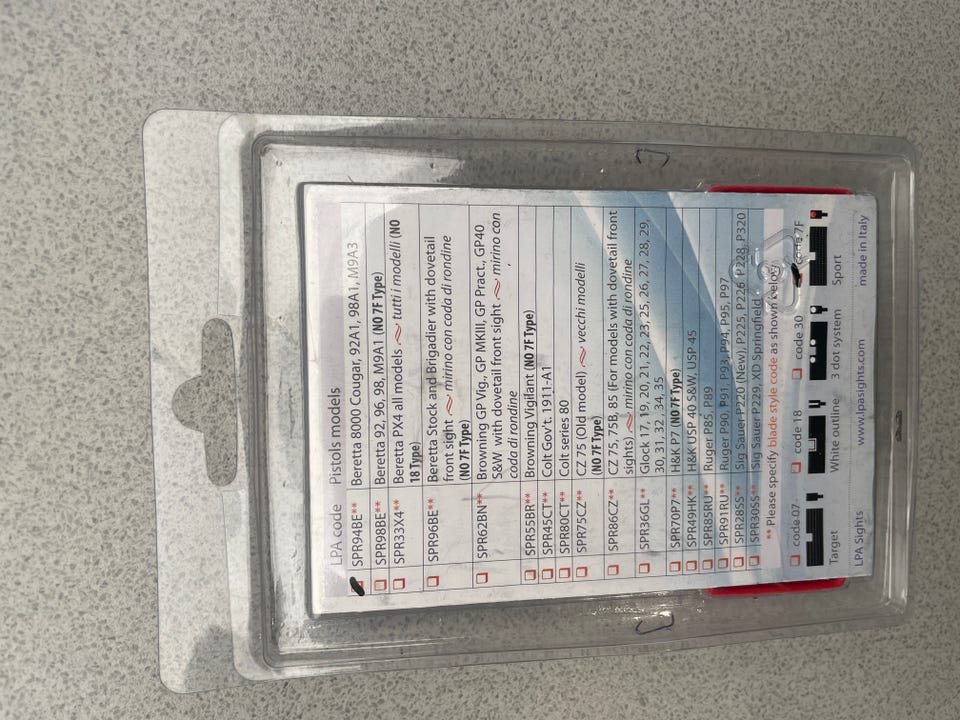 LPA code Pistols models
SPR94BE** Beretta 8000 Cougar, 92A1, 98A1, M9A3
SPR98BE** Beretta 92, 96, 98, M9A1 (NO 7F Type)
SPR33X4** Beretta PX4 all models ~ tutti i modelli (NO
18 Type)
SPR96BE** Beretta Stock and Brigadier with dovetail
front sight ~ mirino con coda di rondine
(NO 7F Type)
SPR62BN** Browning GP Vig., GP MKIII, GP Pract., GP40
S&W with dovetail front sight ~ mirino con
coda di rondine
SPR55BR** Browning Vigilant (NO 7F Type)
SPR45CT** Colt Gov't. 1911-A1
SPR80CT** Colt series 80
SPR75CZ** CZ 75 (Old model) ~ vecchi modelli
(NO 7F Type)
SPR86CZ** CZ 75, 75B, 85 (For models with dovetail front
sights) ~ mirino con coda di rondine
SPR36GL** Glock 17, 19, 20, 21, 22, 23, 25, 26, 27, 28, 29,
30, 31, 32, 34, 35
SPR70P7** H&K P7 (NO 7F Type)
SPR49HK** H&K USP 40 S&W, USP 45
SPR85RU** Ruger P85, P89
SPR91RU** Ruger P90, P91, P93, P94, P95, P97
SPR28SS** Sig Sauer P220 (New), P225, P226, P228, P320
SPR30SS** Sig Sauer P229, XD Springfield
** Please specify blade style code as shown below
code 07 code 18 code 30 code 7F
Target White outline 3 dot system Sport
LPA Sights www.lpasights.com made in Italy